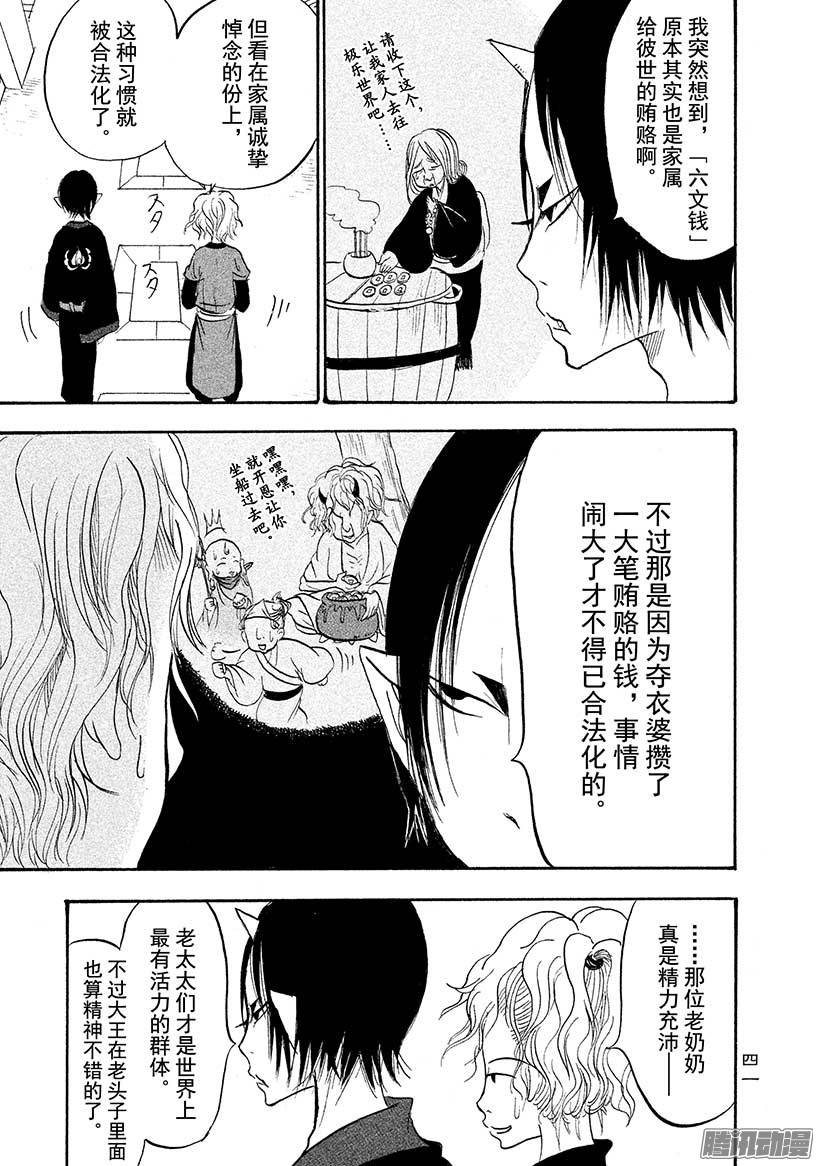 我突然想到，「六文钱」
原本其实也是家属
给彼世的贿赂啊。
请收下这个，
让我家人去往
极乐世界吧……
但看在家属诚挚
悼念的份上，
这种习惯就
被合法化了。
スタ
スタ
不过那是因为夺衣婆攒了
一大笔贿赂的钱，事情
闹大了才不得已合法化的。
嘿嘿嘿，
就开恩让你
坐船过去吧。
……那位老奶奶
真是精力充沛——
老太太们才是世界上
最有活力的群体。
不过大王在老头子里面
也算精神不错的了。
四一
腾讯动漫